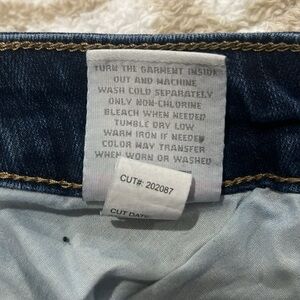 TURN THE GARMENT INSIDE
OUT AND MACHINE
WASH COLD SEPARATELY
ONLY NON-CHLORINE
BLEACH WHEN NEEDED
TUMBLE DRY LOW
WARM IRON IF NEEDED
COLOR MAY TRANSFER
WHEN WORN OR WASHED
CUT#: 202087
CUT DATE: